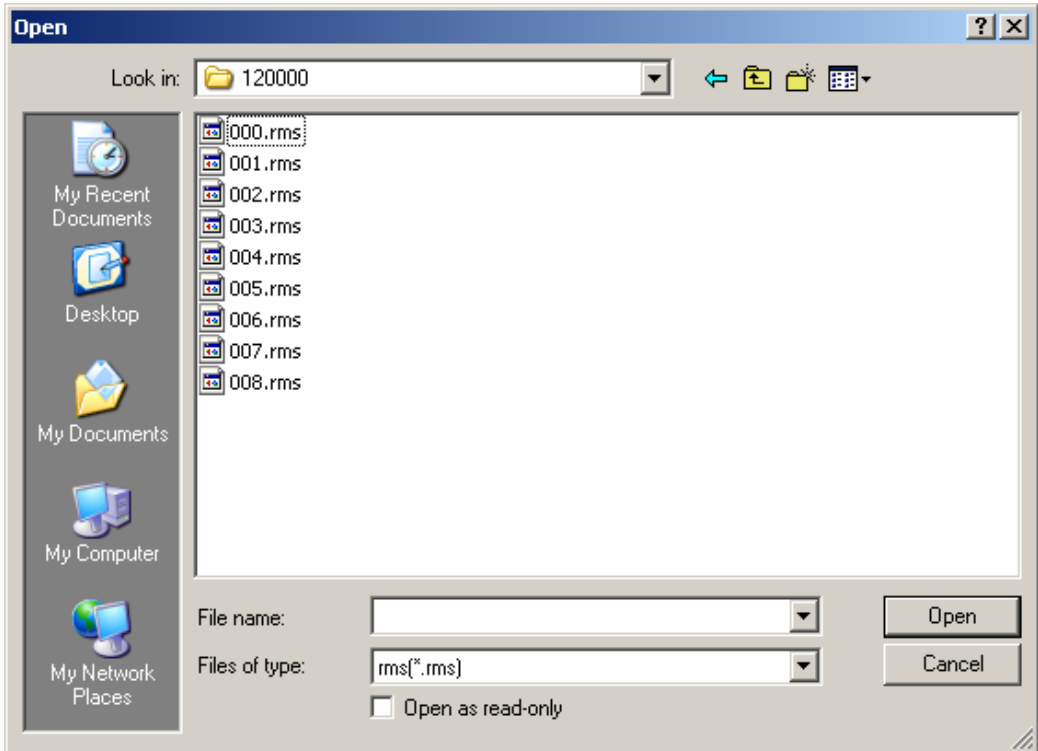 Open
Look in: 120000
My Recent
Documents
Desktop
My Documents
My Computer
My Network
Places
000.rms
001.rms
002.rms
003.rms
004.rms
005.rms
006.rms
007.rms
008.rms
File name:
Open
Files of type: rms(*.rms)
Cancel
Open as read-only